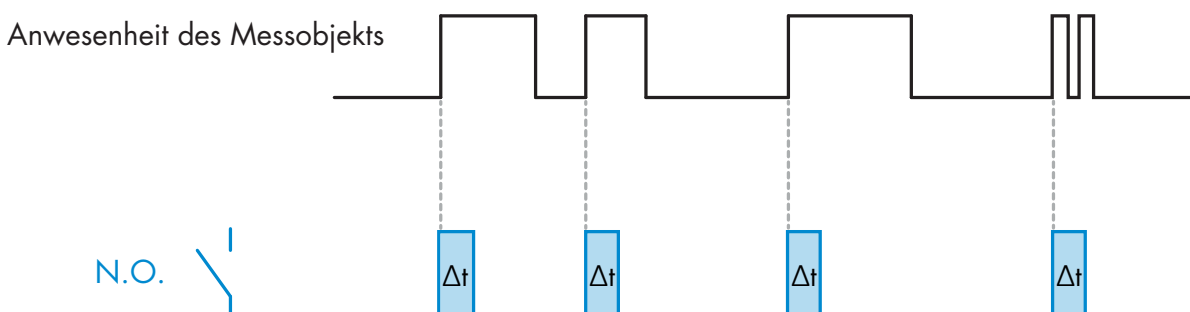 Anwesenheit des Messobjekts
N.O.
Δt Δt Δt Δt